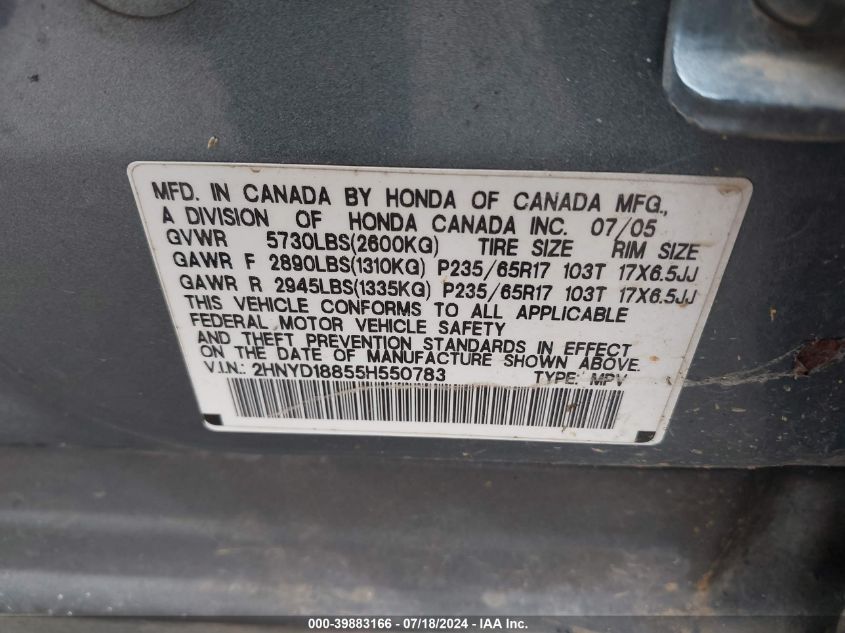 MFD. IN CANADA BY HONDA OF CANADA MFG.,
A DIVISION OF HONDA CANADA INC. 07/05
GVWR 5730LBS(2600KG) TIRE SIZE RIM SIZE
GAWR F 2890LBS(1310KG) P235/65R17 103T 17X6.5JJ
GAWR R 2945LBS(1335KG) P235/65R17 103T 17X6.5JJ
THIS VEHICLE CONFORMS TO ALL APPLICABLE
FEDERAL MOTOR VEHICLE SAFETY
AND THEFT PREVENTION STANDARDS IN EFFECT
ON THE DATE OF MANUFACTURE SHOWN ABOVE.
V.I.N.: 2HNYD18855H550783 TYPE: MPV
000-39883166 - 07/18/2024 - IAA Inc.